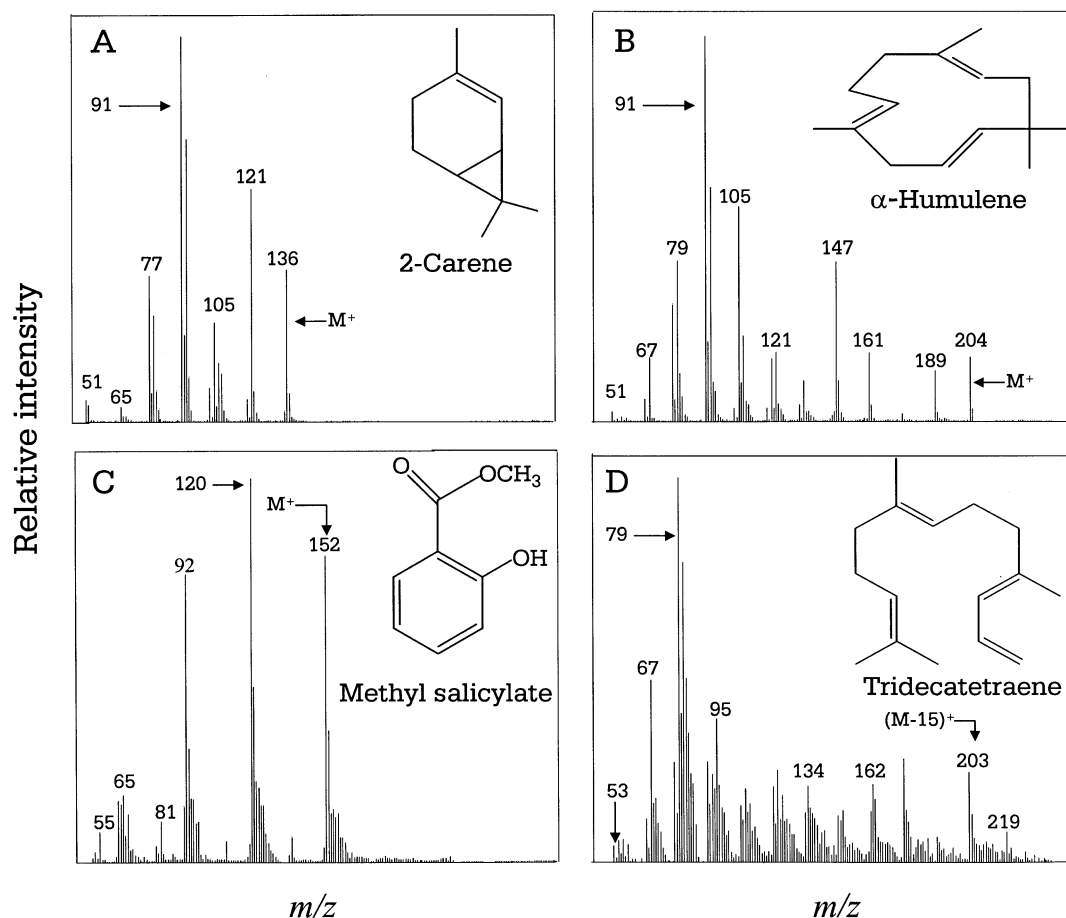 Relative intensity
A
91
77
51
65
105
121
136
M+
2-Carene
B
91
51
67
79
105
121
147
161
189
204
M+
α-Humulene
C
O
OCH3
OH
120
M+
152
92
65
55
81
Methyl salicylate
D
79
67
53
95
134
162
Tridecatetraene
(M-15)+
203
219
m/z
m/z